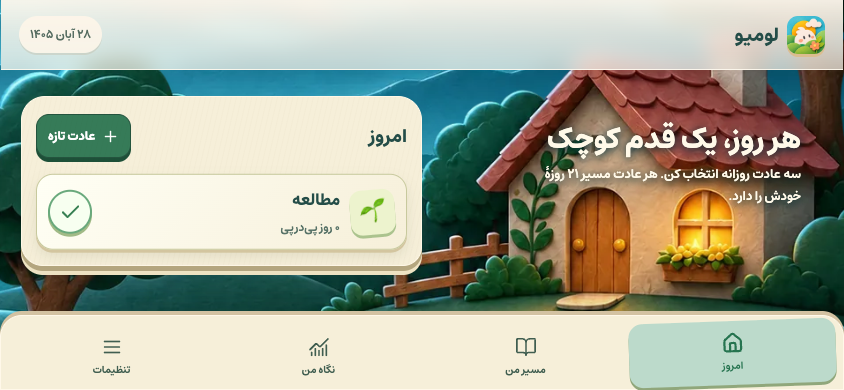 لومیو
۲۸ آبان ۱۴۰۵
هر روز، یک قدم کوچک
سه عادت روزانه انتخاب کن. هر عادت مسیر ۲۱ روزهٔ
خودش را دارد.
امروز
عادت تازه
مطالعه
۰ روز پی‌درپی
امروز
مسیر من
نگاه من
تنظیمات